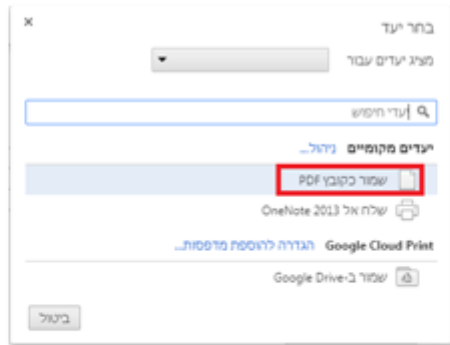 בחר יעד
מציג יעדים עבור
יעדי חיפוש
יעדים מקומיים ניהול...
שמור כקובץ PDF
שלח אל OneNote 2013
Google Cloud Print הגדרה להוספת מדפסות...
שמור ב-Google Drive
ביטול